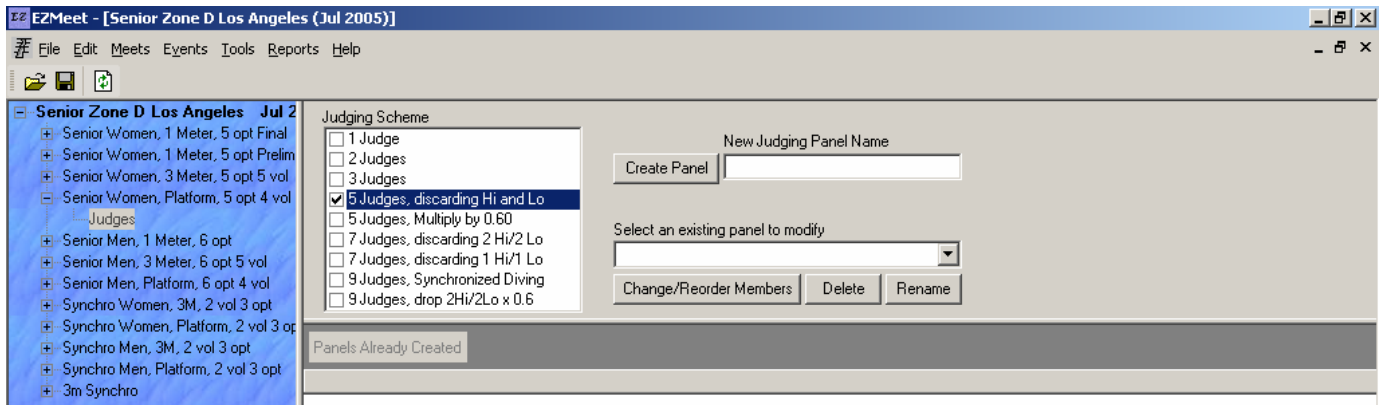 EZ EZMeet - [Senior Zone D Los Angeles (Jul 2005)]
File Edit Meets Events Tools Reports Help
Senior Zone D Los Angeles Jul 2
Senior Women, 1 Meter, 5 opt Final
Senior Women, 1 Meter, 5 opt Prelim
Senior Women, 3 Meter, 5 opt 5 vol
Senior Women, Platform, 5 opt 4 vol
Judges
Senior Men, 1 Meter, 6 opt
Senior Men, 3 Meter, 6 opt 5 vol
Senior Men, Platform, 6 opt 4 vol
Synchro Women, 3M, 2 vol 3 opt
Synchro Women, Platform, 2 vol 3 op
Synchro Men, 3M, 2 vol 3 opt
Synchro Men, Platform, 2 vol 3 opt
3m Synchro
Judging Scheme
1 Judge
2 Judges
3 Judges
5 Judges, discarding Hi and Lo
5 Judges, Multiply by 0.60
7 Judges, discarding 2 Hi/2 Lo
7 Judges, discarding 1 Hi/1 Lo
9 Judges, Synchronized Diving
9 Judges, drop 2Hi/2Lo x 0.6
New Judging Panel Name
Create Panel
Select an existing panel to modify
Change/Reorder Members Delete Rename
Panels Already Created